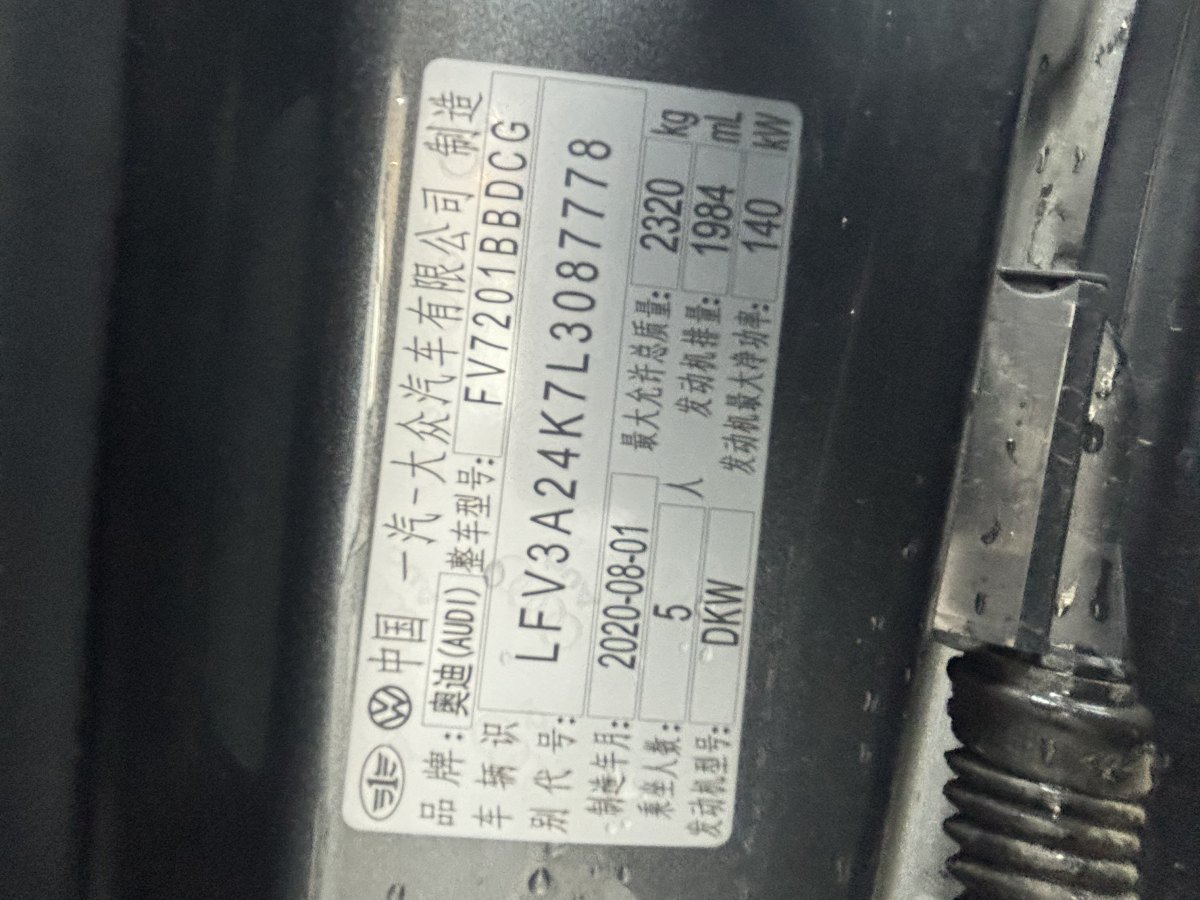 中国 一汽-大众汽车有限公司 制造
品牌: 奥迪(AUDI) 整车型号: FV7201BBDCG
车辆识别代号: LFV3A24K7L3087778
制造年月: 2020-08-01 最大允许总质量: 2320 kg
乘坐人数: 5 人 发动机排量: 1984 mL
发动机型号: DKW 发动机最大净功率: 140 kW